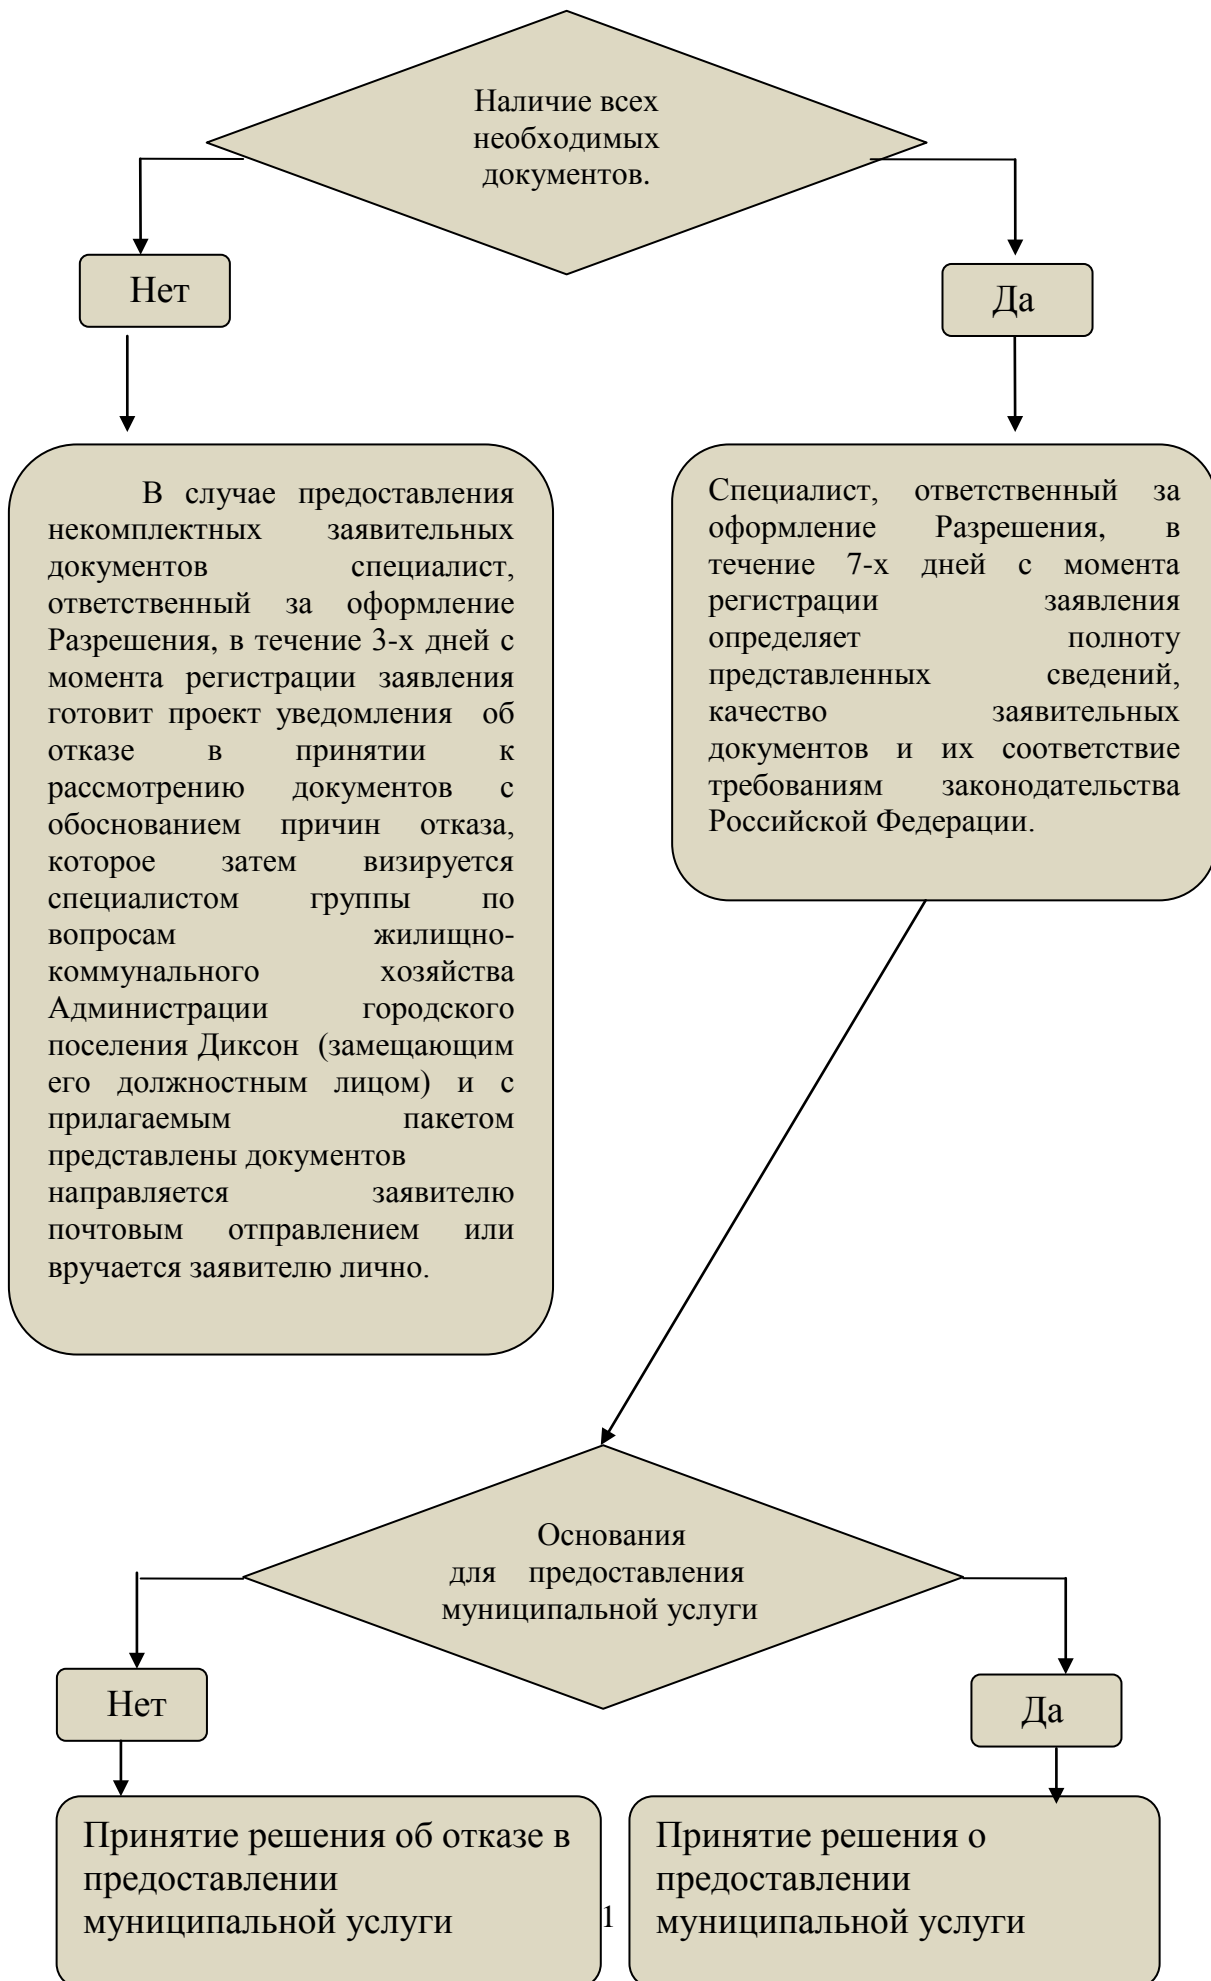 Наличие всех
необходимых
документов.
Нет
Да
В случае предоставления
некомплектных заявительных
документов специалист,
ответственный за оформление
Разрешения, в течение 3-х дней с
момента регистрации заявления
готовит проект уведомления об
отказе в принятии к
рассмотрению документов с
обоснованием причин отказа,
которое затем визируется
специалистом группы по
вопросам жилищно-
коммунального хозяйства
Администрации городского
поселения Диксон (замещающим
его должностным лицом) и с
прилагаемым пакетом
представлены документов
направляется заявителю
почтовым отправлением или
вручается заявителю лично.
Специалист, ответственный за
оформление Разрешения, в
течение 7-х дней с момента
регистрации заявления
определяет полноту
представленных сведений,
качество заявительных
документов и их соответствие
требованиям законодательства
Российской Федерации.
Основания
для предоставления
муниципальной услуги
Нет
Да
Принятие решения об отказе в
предоставлении
муниципальной услуги
1
Принятие решения о
предоставлении
муниципальной услуги